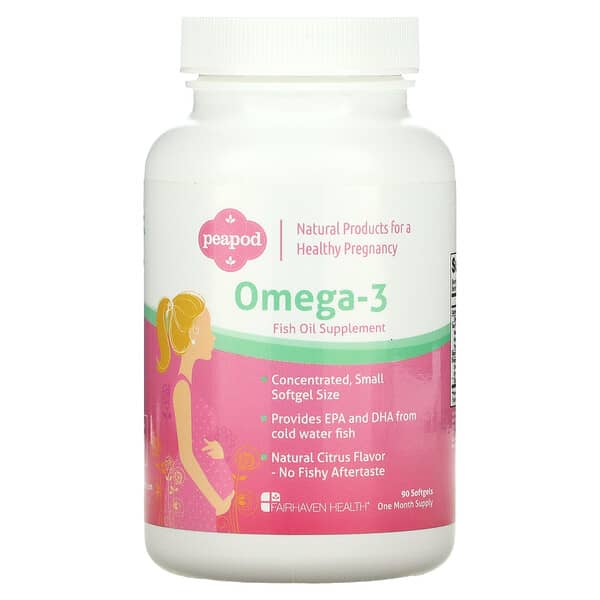 peapod
Natural Products for a
Healthy Pregnancy
Omega-3
Fish Oil Supplement
Concentrated, Small
Softgel Size
Provides EPA and DHA from
cold water fish
Natural Citrus Flavor
- No Fishy Aftertaste
FAIRHAVEN HEALTH
90 Softgels
One Month Supply